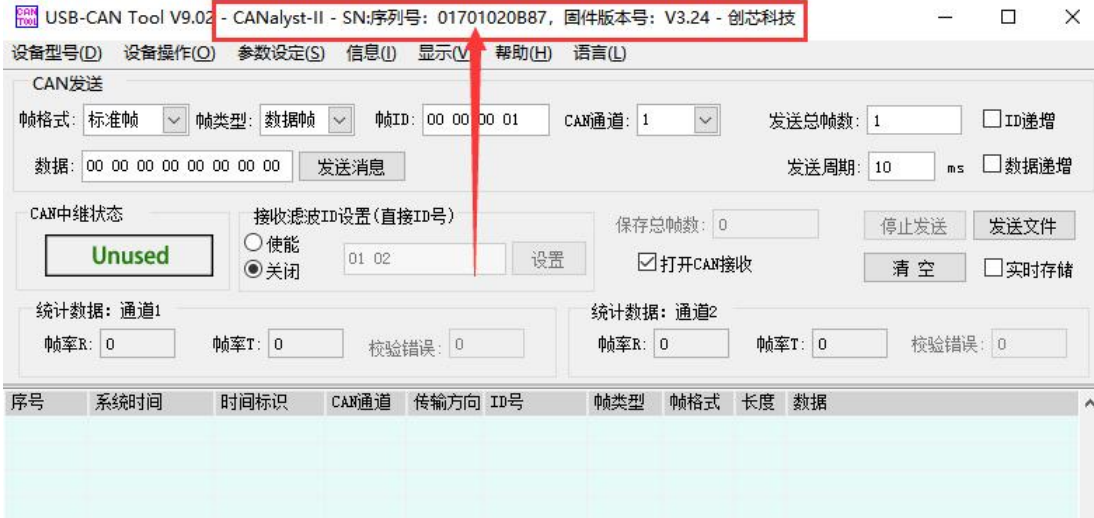 CAN TOOL USB-CAN Tool V9.02 - CANalyst-II - SN:序列号: 01701020B87, 固件版本号: V3.24 - 创芯科技
设备型号(D) 设备操作(O) 参数设定(S) 信息(I) 显示(V 帮助(H) 语言(L)
CAN发送
帧格式: 标准帧 帧类型: 数据帧 帧ID: 00 00 00 01 CAN通道: 1 发送总帧数: 1 ID递增
数据: 00 00 00 00 00 00 00 00 发送消息 发送周期: 10 ms 数据递增
CAN中继状态 接收滤波ID设置(直接ID号) 保存总帧数: 0 停止发送 发送文件
Unused 使能 01 02 设置
关闭 打开CAN接收 清 空 实时存储
统计数据: 通道1 统计数据: 通道2
帧率R: 0 帧率T: 0 校验错误: 0 帧率R: 0 帧率T: 0 校验错误: 0
序号 系统时间 时间标识 CAN通道 传输方向 ID号 帧类型 帧格式 长度 数据